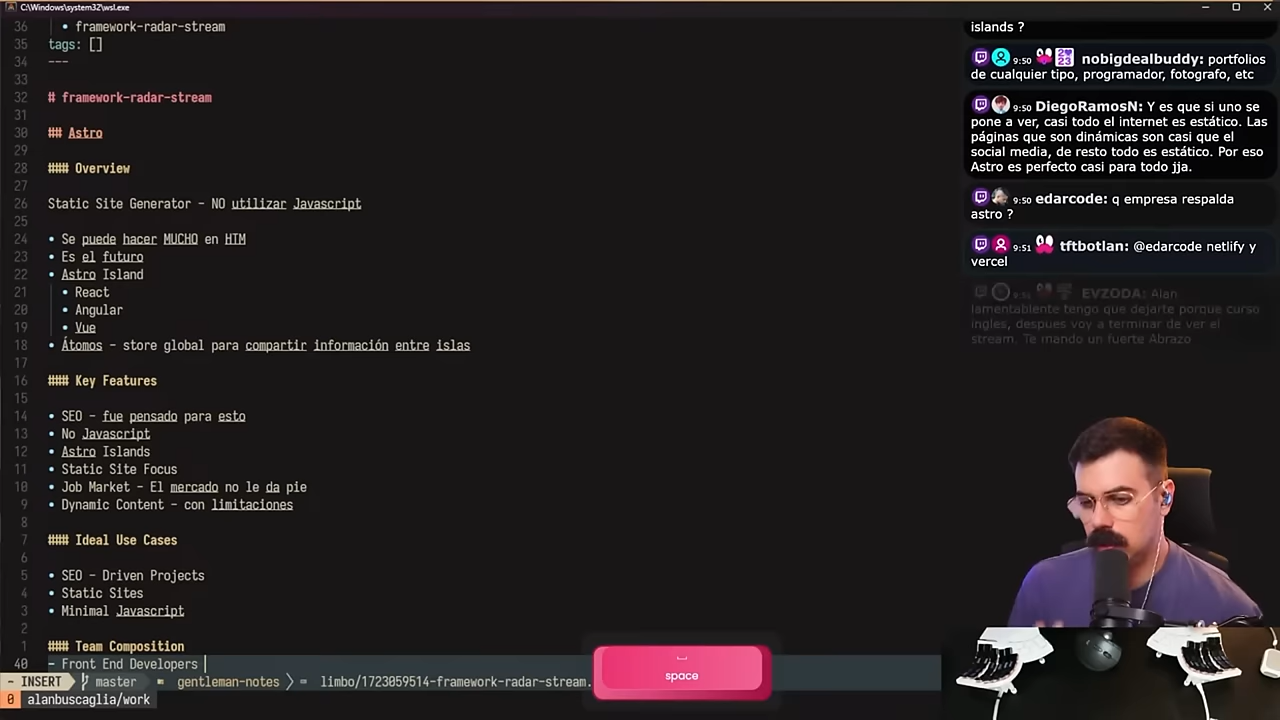 C:\Windows\system32\wsl.exe
36 • framework-radar-stream
35 tags: []
34 ---
33
32 # framework-radar-stream
31
30 ## Astro
29
28 #### Overview
27
26 Static Site Generator - NO utilizar Javascript
25
24 • Se puede hacer MUCHO en HTM
23 • Es el futuro
22 • Astro Island
21 • React
20 • Angular
19 • Vue
18 • Átomos - store global para compartir información entre islas
17
16 #### Key Features
15
14 • SEO - fue pensado para esto
13 • No Javascript
12 • Astro Islands
11 • Static Site Focus
10 • Job Market - El mercado no le da pie
9 • Dynamic Content - con limitaciones
8
7 #### Ideal Use Cases
6
5 • SEO - Driven Projects
4 • Static Sites
3 • Minimal Javascript
2
1 #### Team Composition
40 - Front End Developers
- INSERT master gentleman-notes limbo/1723059514-framework-radar-stream.
0 alanbuscaglia/work
space
islands ?
9:50 nobigdealbuddy: portfolios
de cualquier tipo, programador, fotografo, etc
9:50 DiegoRamosN: Y es que si uno se
pone a ver, casi todo el internet es estático. Las
páginas que son dinámicas son casi que el
social media, de resto todo es estático. Por eso
Astro es perfecto casi para todo jja.
9:50 edarcode: q empresa respalda
astro ?
9:51 tftbotlan: @edarcode netlify y
vercel
9:51 EVZODA: Alan
lamentablente tengo que dejarte porque curso
ingles, despues voy a terminar de ver el
stream. Te mando un fuerte Abrazo